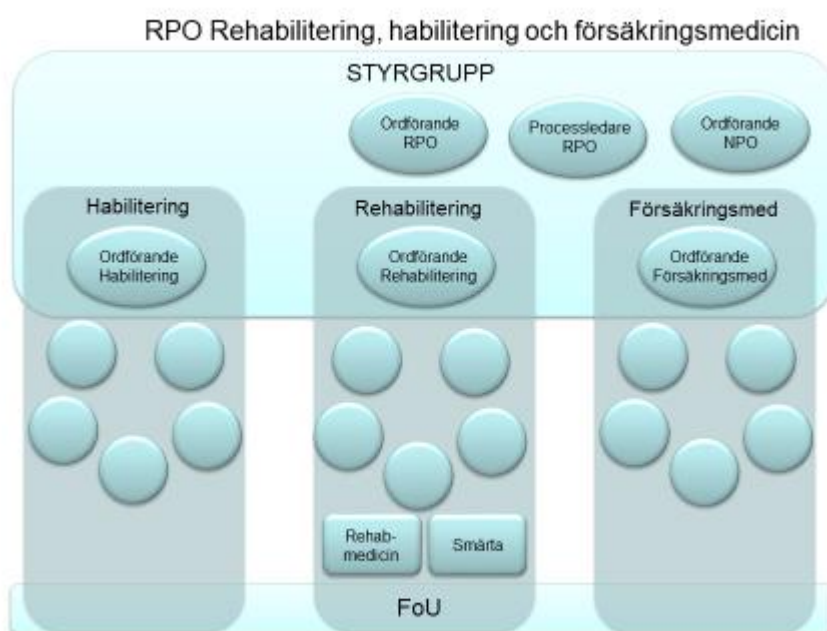 RPO Rehabilitering, habilitering och försäkringsmedicin
STYRGRUPP
Ordförande
RPO
Processledare
RPO
Ordförande
NPO
Habilitering
Ordförande
Habilitering
Rehabilitering
Ordförande
Rehabilitering
Försäkringsmed
Ordförande
Försäkringsmed
Rehab-
medicin
Smärta
FoU